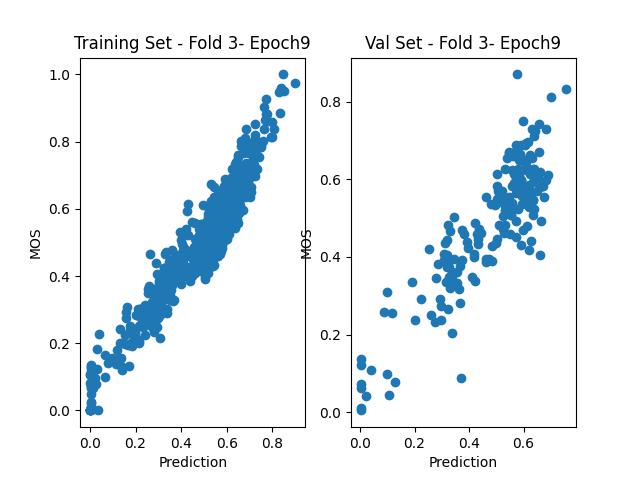 Training Set - Fold 3- Epoch9
Val Set - Fold 3- Epoch9
1.0
0.8
0.6
0.4
0.2
0.0
MOS
0.0 0.2 0.4 0.6 0.8
Prediction
0.8
0.6
0.4
0.2
0.0
MOS
0.0 0.2 0.4 0.6
Prediction